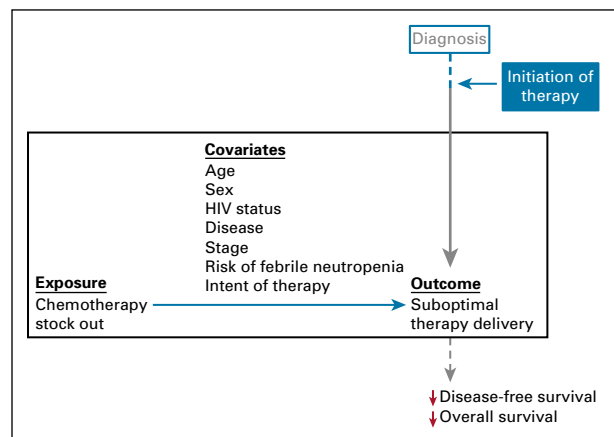 Diagnosis
Initiation of
therapy
Covariates
Age
Sex
HIV status
Disease
Stage
Risk of febrile neutropenia
Intent of therapy
Exposure
Chemotherapy
stock out
Outcome
Suboptimal
therapy delivery
Disease-free survival
Overall survival